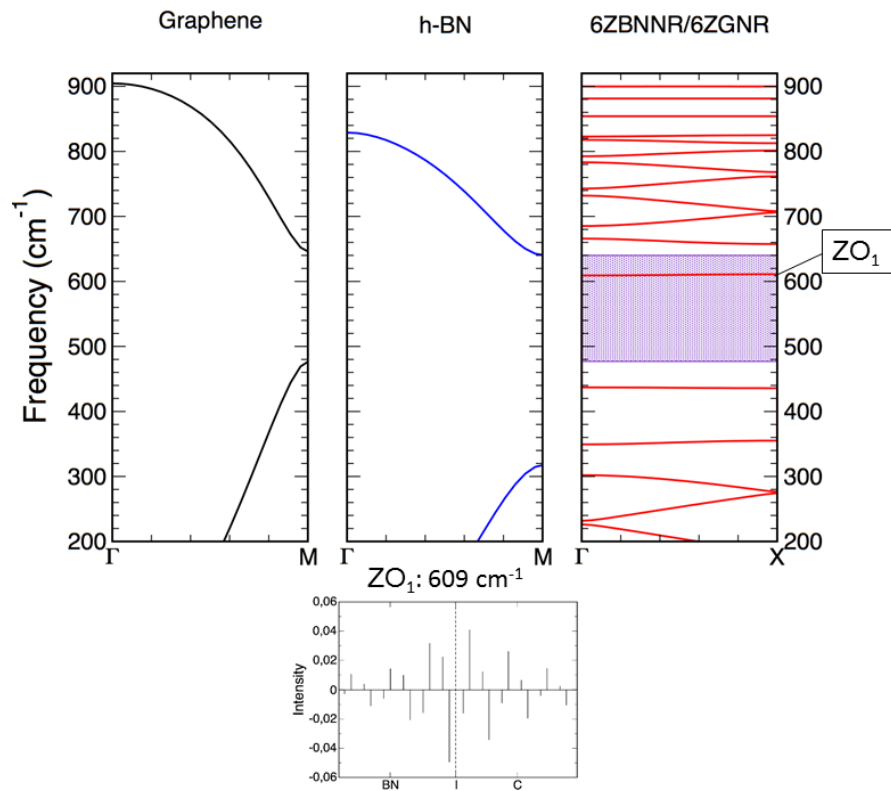 Graphene
h-BN
6ZBNNR/6ZGNR
Frequency (cm⁻¹)
900
800
700
600
500
400
300
200
Γ
M
Γ
M
900
800
700
600
500
400
300
200
Γ
X
ZO₁
ZO₁: 609 cm⁻¹
Intensity
0,06
0,04
0,02
0
-0,02
-0,04
-0,06
BN
I
C